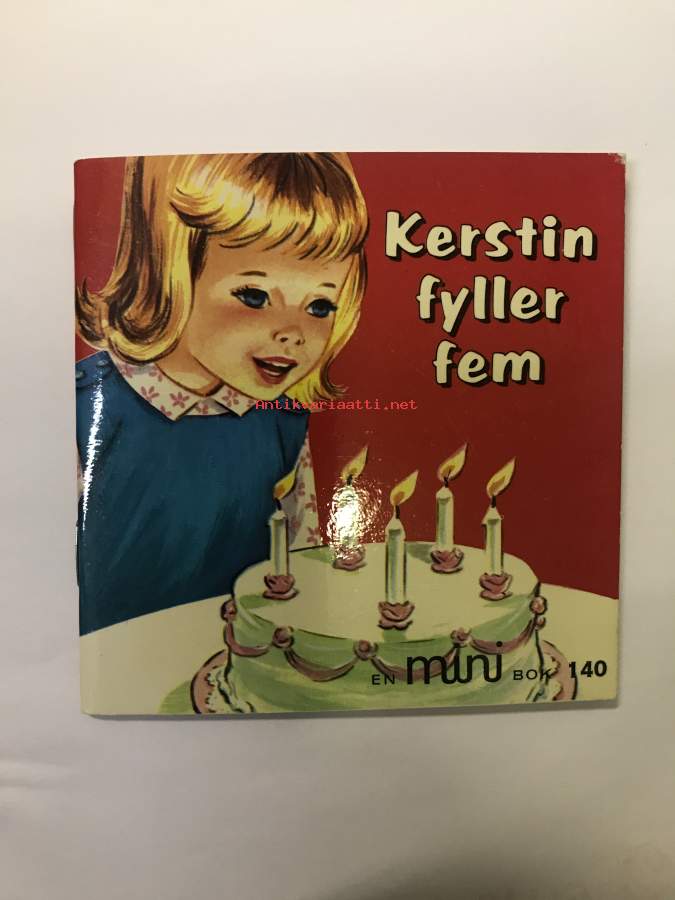 Kerstin
fyller
fem
Antikvariaatti.net
EN mini BOK 140